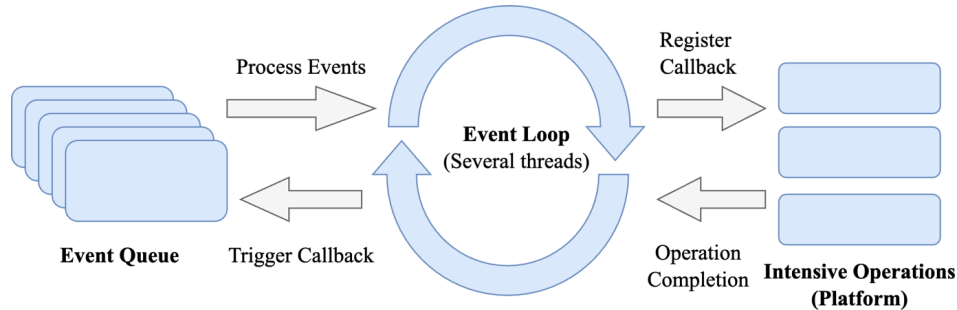 Process Events
Event Queue
Trigger Callback
Event Loop
(Several threads)
Register
Callback
Operation
Completion
Intensive Operations
(Platform)